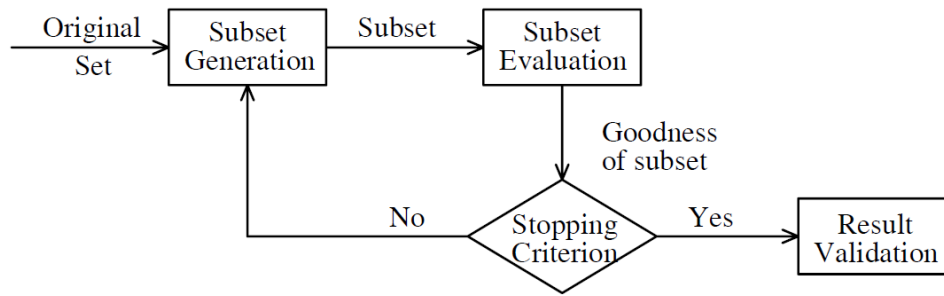 Original
Set
Subset
Generation
Subset
Subset
Evaluation
Goodness
of subset
No
Stopping
Criterion
Yes
Result
Validation